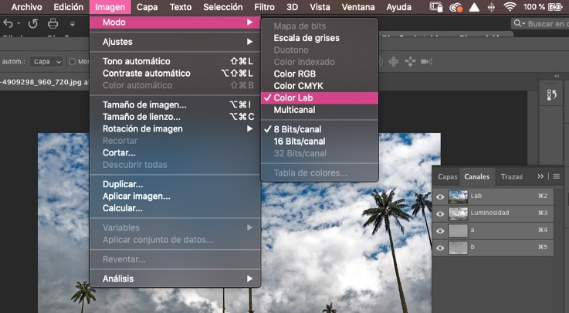 Archivo Edición Imagen Capa Texto Selección Filtro 3D Vista Ventana Ayuda 100 %
Buscar en
autom.: Capa Mos
Modo
Ajustes
Tono automático ⇧⌘L
Contraste automático ⌥⇧⌘L
Color automático ⇧⌘B
Tamaño de imagen... ⌥⌘I
Tamaño de lienzo... ⌥⌘C
Rotación de imagen
Recortar
Cortar...
Descubrir todas
Duplicar...
Aplicar imagen...
Calcular...
Variables
Aplicar conjunto de datos...
Reventar...
Análisis
Mapa de bits
Escala de grises
Duotono
Color Indexado
Color RGB
Color CMYK
✓ Color Lab
Multicanal
✓ 8 Bits/canal
16 Bits/canal
32 Bits/canal
Tabla de colores...
-4909298_960_720.jpg al
Capas Canales Trazad
Lab ⌘2
Luminosidad ⌘3
a ⌘4
b ⌘5